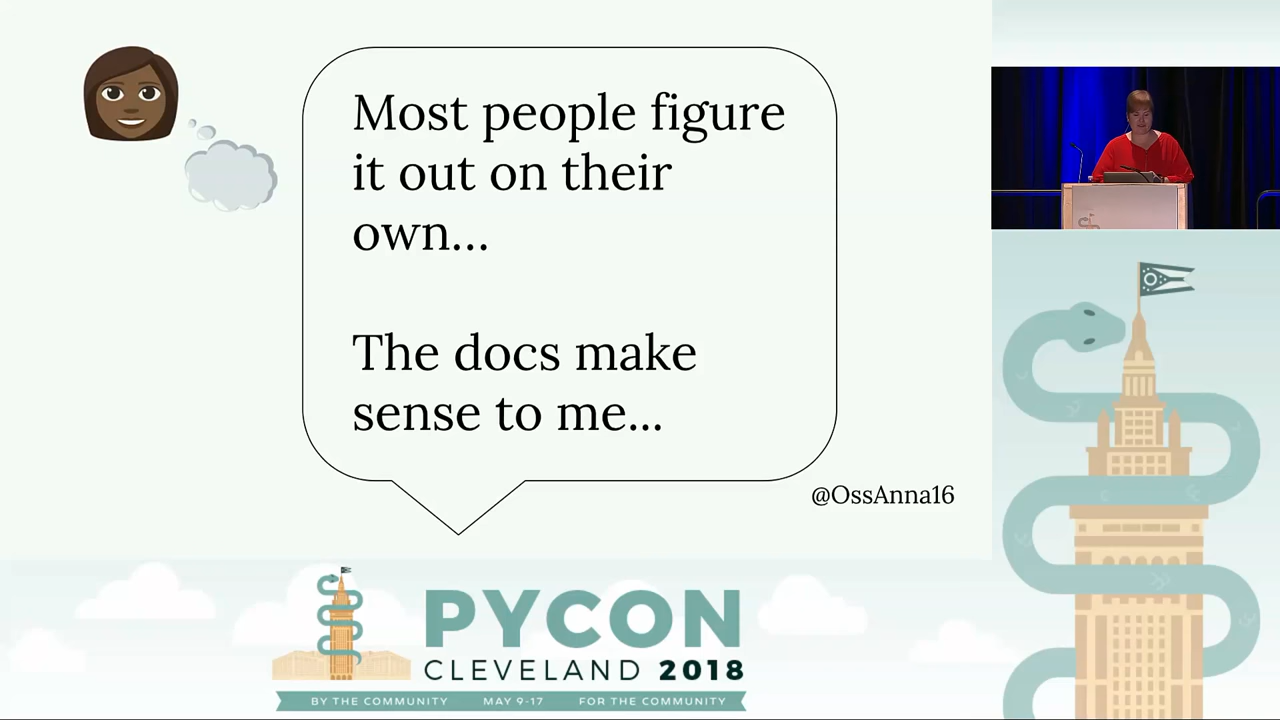 Most people figure
it out on their
own...
The docs make
sense to me...
@OssAnna16
PYCON
CLEVELAND 2018
BY THE COMMUNITY MAY 9-17 FOR THE COMMUNITY